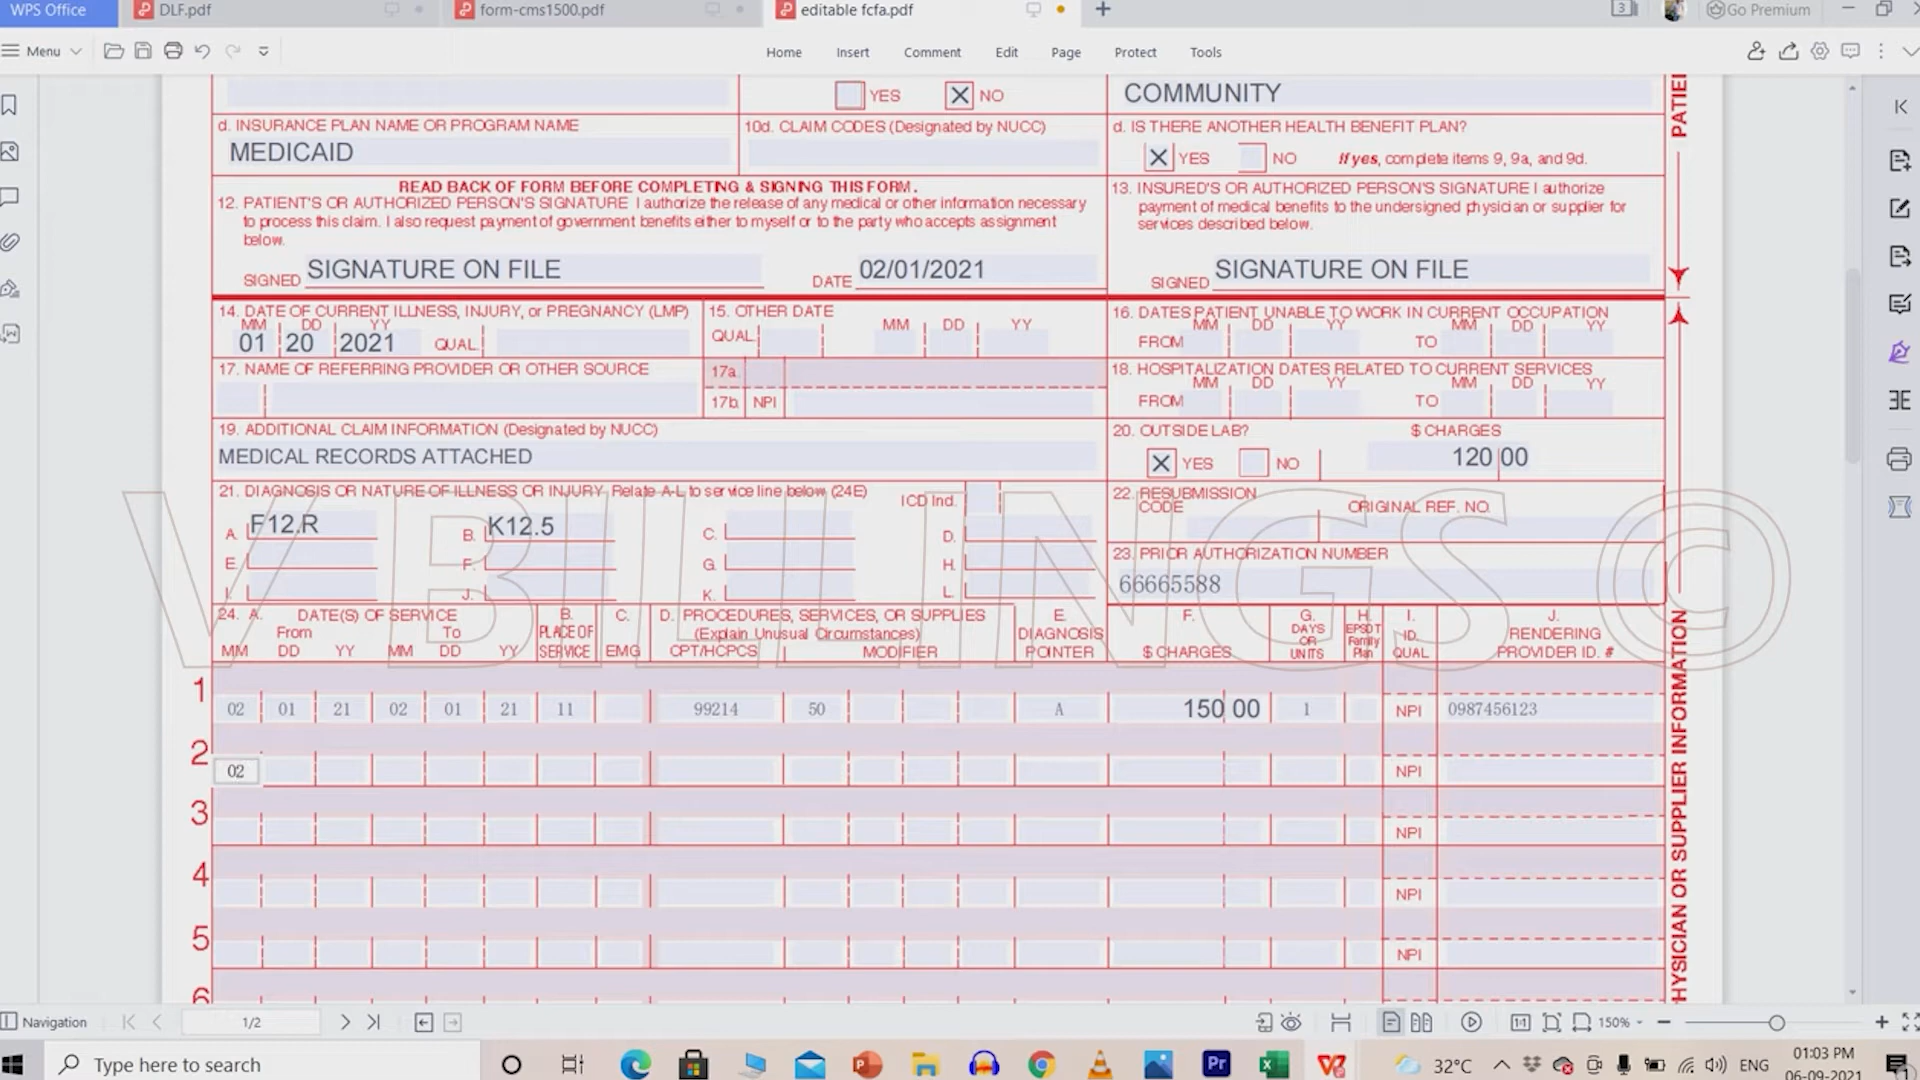 WPS Office DLF.pdf form-cms1500.pdf editable fcfa.pdf + 3 Go Premium
Menu Home Insert Comment Edit Page Protect Tools
YES X NO COMMUNITY
d. INSURANCE PLAN NAME OR PROGRAM NAME 10d. CLAIM CODES (Designated by NUCC) d. IS THERE ANOTHER HEALTH BENEFIT PLAN?
MEDICAID X YES NO If yes, complete items 9, 9a, and 9d.
READ BACK OF FORM BEFORE COMPLETING & SIGNING THIS FORM.
12. PATIENT'S OR AUTHORIZED PERSON'S SIGNATURE I authorize the release of any medical or other information necessary
to process this claim. I also request payment of government benefits either to myself or to the party who accepts assignment
below.
SIGNED SIGNATURE ON FILE DATE 02/01/2021
13. INSURED'S OR AUTHORIZED PERSON'S SIGNATURE I authorize
payment of medical benefits to the undersigned physician or supplier for
services described below.
SIGNED SIGNATURE ON FILE
14. DATE OF CURRENT ILLNESS, INJURY, or PREGNANCY (LMP) 15. OTHER DATE 16. DATES PATIENT UNABLE TO WORK IN CURRENT OCCUPATION
MM DD YY MM DD YY MM DD YY MM DD YY
01 20 2021 QUAL. QUAL. FROM TO
17. NAME OF REFERRING PROVIDER OR OTHER SOURCE 17a. 18. HOSPITALIZATION DATES RELATED TO CURRENT SERVICES
MM DD YY MM DD YY
17b. NPI FROM TO
19. ADDITIONAL CLAIM INFORMATION (Designated by NUCC) 20. OUTSIDE LAB? $ CHARGES
MEDICAL RECORDS ATTACHED X YES NO 120 00
21. DIAGNOSIS OR NATURE OF ILLNESS OR INJURY Relate A-L to service line below (24E) ICD Ind. 22. RESUBMISSION
CODE ORIGINAL REF. NO.
A. F12.R B. K12.5 C. D.
E. F. G. H. 23. PRIOR AUTHORIZATION NUMBER
I. J. K. L. 66665588
V BILLINGS ©
24. A. DATE(S) OF SERVICE B. C. D. PROCEDURES, SERVICES, OR SUPPLIES E. F. G. H. I. J.
From To PLACE OF (Explain Unusual Circumstances) DIAGNOSIS DAYS OR UNITS EPSDT Family Plan ID. RENDERING
MM DD YY MM DD YY SERVICE EMG CPT/HCPCS MODIFIER POINTER $ CHARGES QUAL. PROVIDER ID. #
1 02 01 21 02 01 21 11 99214 50 A 150 00 1 NPI 0987456123
2 02 NPI
3 NPI
4 NPI
5 NPI
6
PATIE
PHYSICIAN OR SUPPLIER INFORMATION
Navigation 1/2 1:1 150%
Type here to search Pr 32°C ENG 01:03 PM
06-09-2021